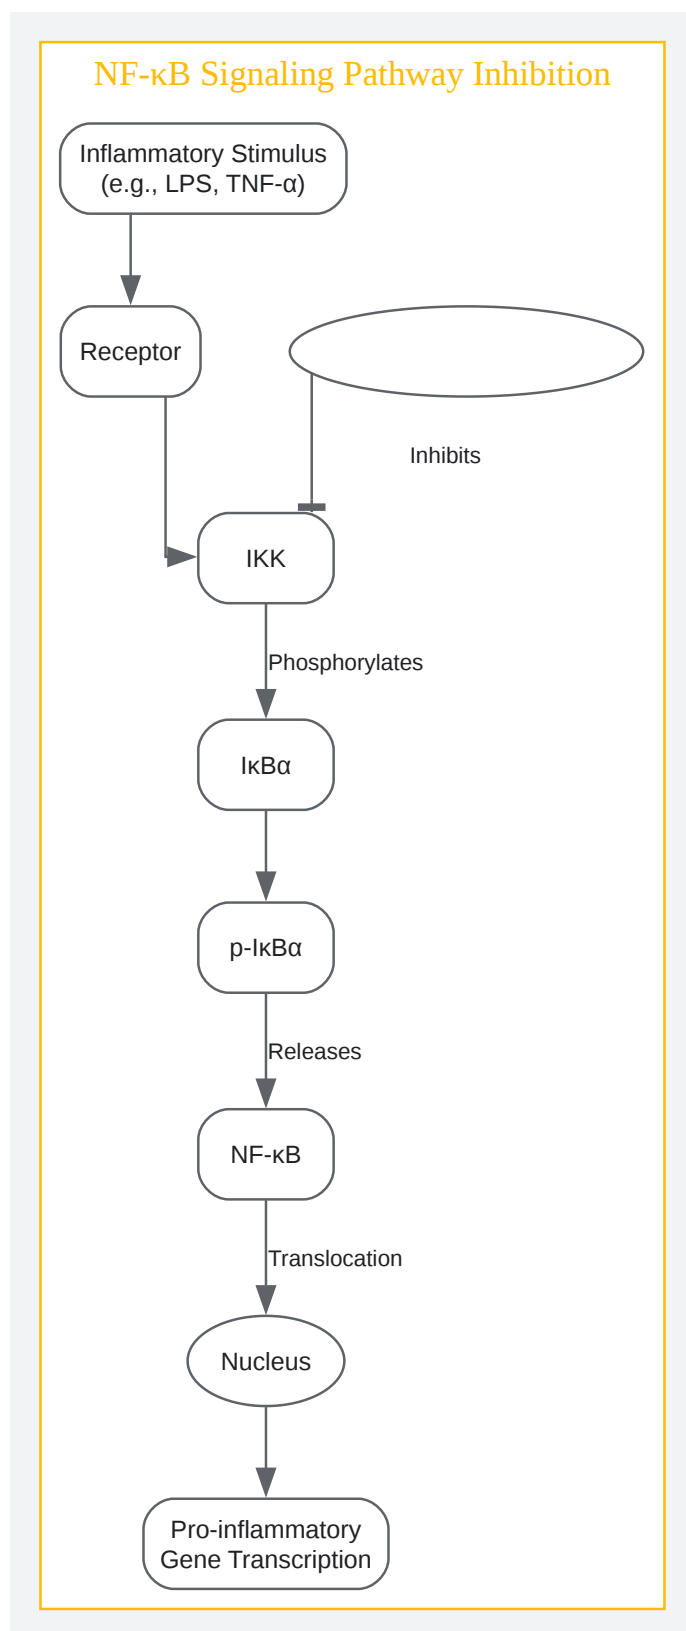 NF-κB Signaling Pathway Inhibition
Inflammatory Stimulus
(e.g., LPS, TNF-α)
Receptor
Inhibits
IKK
Phosphorylates
IκBα
p-IκBα
Releases
NF-κB
Translocation
Nucleus
Pro-inflammatory
Gene Transcription